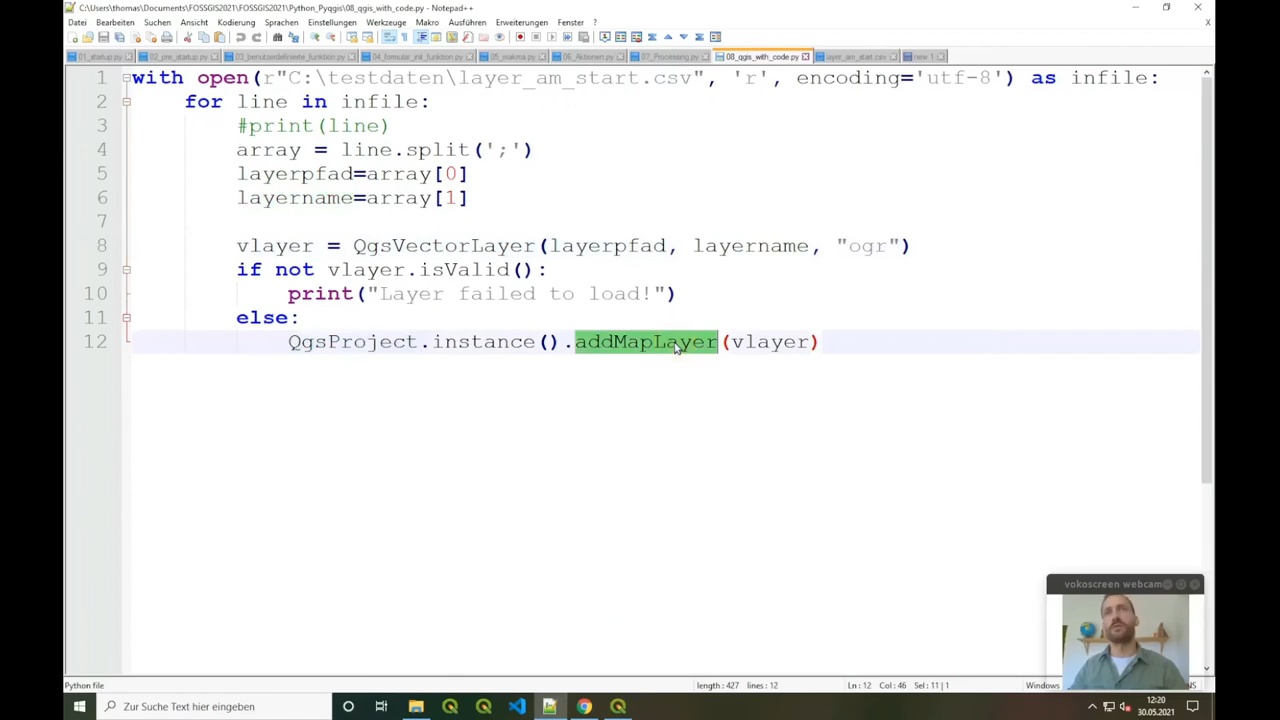 C:\Users\thomas\Documents\FOSSGIS2021\FOSSGIS2021\Python_Pyqgis\08_qgis_with_code.py - Notepad++
Datei Bearbeiten Suchen Ansicht Kodierung Sprachen Einstellungen Werkzeuge Makro Ausführen Erweiterungen Fenster ?
01_startup.py 02_pre_startup.py 03_benutzerdefinierte_funktion.py 04_formular_init_funktion.py 05_makros.py 06_Aktionen.py 07_Processing.py 08_qgis_with_code.py layer_am_start.csv new 1
1 with open(r"C:\testdaten\layer_am_start.csv", 'r', encoding='utf-8') as infile:
2 for line in infile:
3 #print(line)
4 array = line.split(';')
5 layerpfad=array[0]
6 layername=array[1]
7
8 vlayer = QgsVectorLayer(layerpfad, layername, "ogr")
9 if not vlayer.isValid():
10 print("Layer failed to load!")
11 else:
12 QgsProject.instance().addMapLayer(vlayer)
vokoscreen webcam
Python file length : 427 lines : 12 Ln : 12 Col : 46 Sel : 11 | 1 Windows NS
Zur Suche Text hier eingeben
12:20
30.05.2021